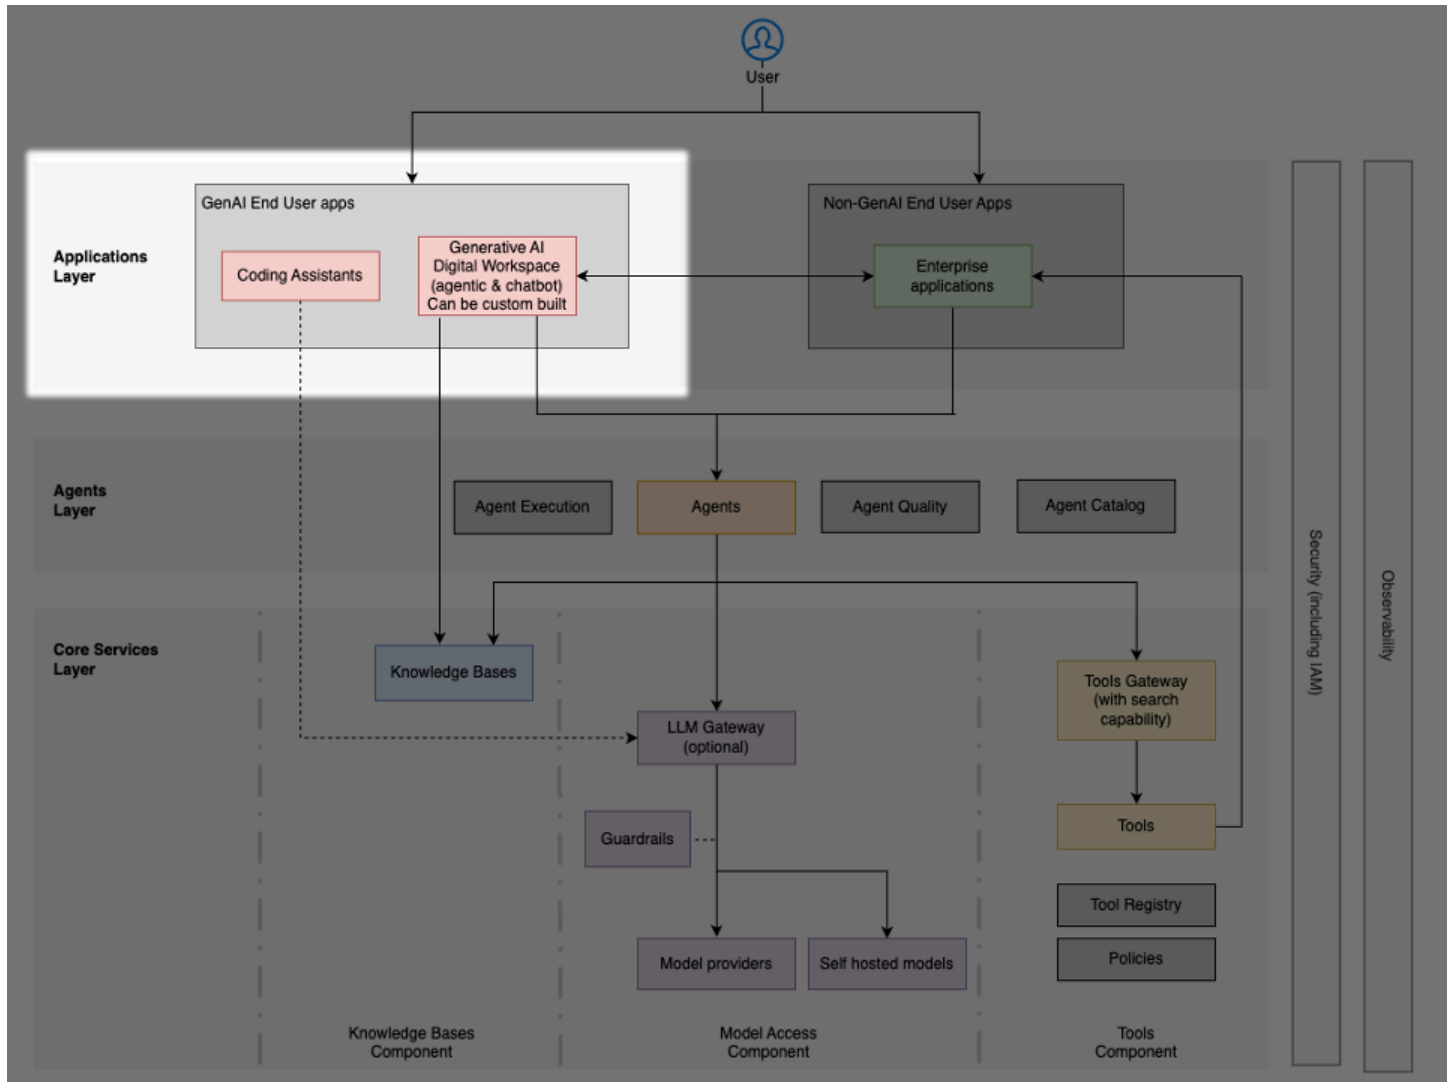 User
GenAI End User apps
Non-GenAI End User Apps
Applications
Layer
Coding Assistants
Generative AI
Digital Workspace
(agentic & chatbot)
Can be custom built
Enterprise
applications
Agents
Layer
Agent Execution
Agents
Agent Quality
Agent Catalog
Security (including IAM)
Observability
Core Services
Layer
Knowledge Bases
LLM Gateway
(optional)
Tools Gateway
(with search
capability)
Guardrails
Tools
Tool Registry
Model providers
Self hosted models
Policies
Knowledge Bases
Component
Model Access
Component
Tools
Component